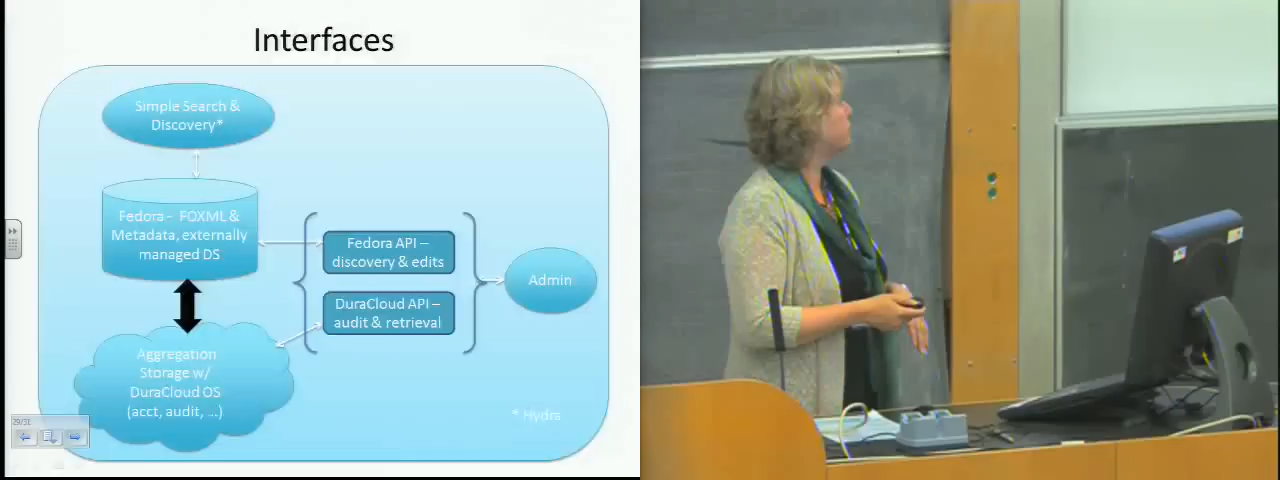 Interfaces
Simple Search &
Discovery*
Fedora - FOXML &
Metadata, externally
managed DS
Fedora API –
discovery & edits
DuraCloud API –
audit & retrieval
Admin
Aggregation
Storage w/
DuraCloud OS
(acct, audit, ...)
* Hydra
29/31